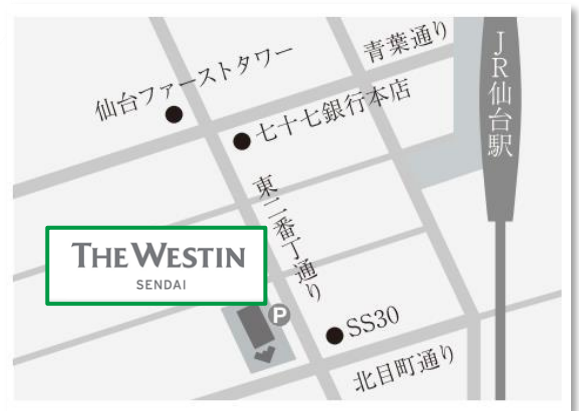 青葉通り
JR仙台駅
仙台ファーストタワー
七十七銀行本店
東二番丁通り
THE WESTIN
SENDAI
P
SS30
北目町通り